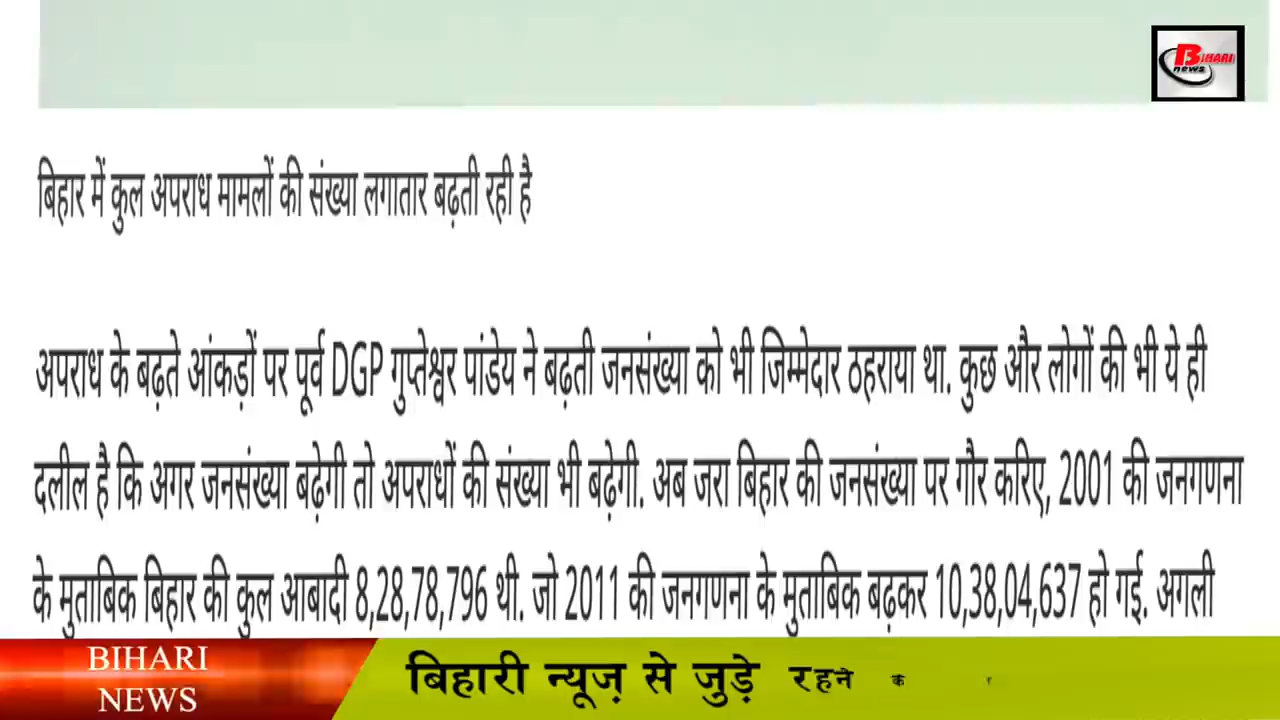 BIHARI
news
बिहार में कुल अपराध मामलों की संख्या लगातार बढ़ती रही है
अपराध के बढ़ते आंकड़ों पर पूर्व DGP गुप्तेश्वर पांडेय ने बढ़ती जनसंख्या को भी जिम्मेदार ठहराया था. कुछ और लोगों की भी ये ही
दलील है कि अगर जनसंख्या बढ़ेगी तो अपराधों की संख्या भी बढ़ेगी. अब जरा बिहार की जनसंख्या पर गौर करिए, 2001 की जनगणना
के मुताबिक बिहार की कुल आबादी 8,28,78,796 थी. जो 2011 की जनगणना के मुताबिक बढ़कर 10,38,04,637 हो गई. अगली
BIHARI
NEWS
बिहारी न्यूज़ से जुड़े रहने क